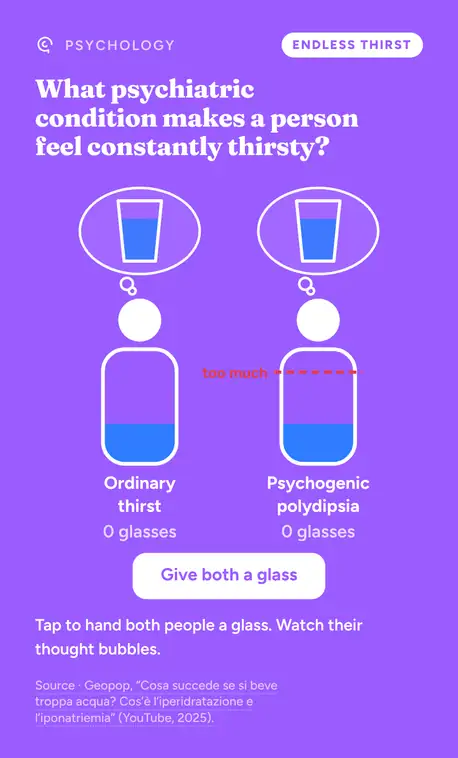 PSYCHOLOGY
ENDLESS THIRST
What psychiatric
condition makes a person
feel constantly thirsty?
too much
Ordinary
thirst
0 glasses
Psychogenic
polydipsia
0 glasses
Give both a glass
Tap to hand both people a glass. Watch their
thought bubbles.
Source · Geopop, “Cosa succede se si beve
troppa acqua? Cos’è l’iperidratazione e
l’iponatriemia” (YouTube, 2025).